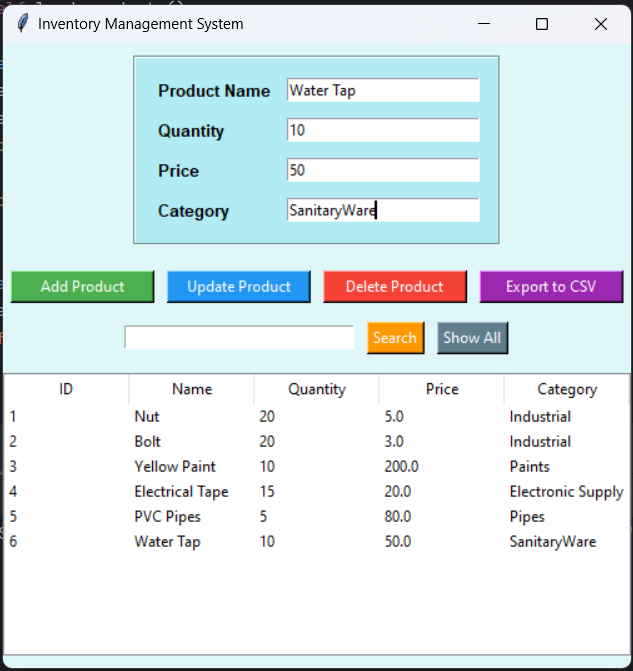 Inventory Management System
Product Name Water Tap
Quantity 10
Price 50
Category SanitaryWare
Add Product Update Product Delete Product Export to CSV
Search Show All
ID Name Quantity Price Category
1 Nut 20 5.0 Industrial
2 Bolt 20 3.0 Industrial
3 Yellow Paint 10 200.0 Paints
4 Electrical Tape 15 20.0 Electronic Supply
5 PVC Pipes 5 80.0 Pipes
6 Water Tap 10 50.0 SanitaryWare